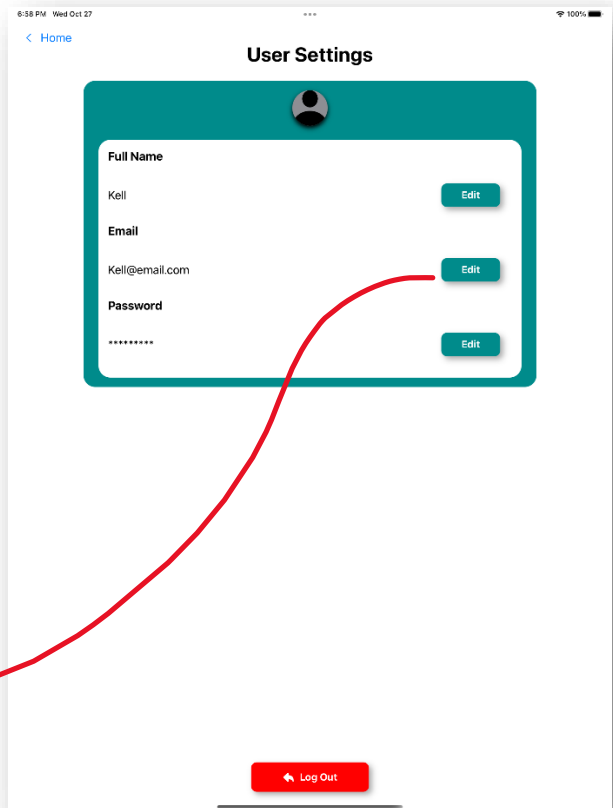 6:58 PM Wed Oct 27
100%
Home
User Settings
Full Name
Kell
Edit
Email
Kell@email.com
Edit
Password
*********
Edit
Log Out